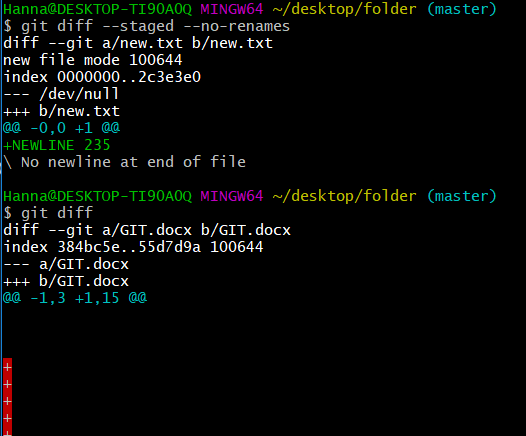 Hanna@DESKTOP-TI90A0Q MINGW64 ~/desktop/folder (master)
$ git diff --staged --no-renames
diff --git a/new.txt b/new.txt
new file mode 100644
index 0000000..2c3e3e0
--- /dev/null
+++ b/new.txt
@@ -0,0 +1 @@
+NEWLINE 235
\ No newline at end of file
Hanna@DESKTOP-TI90A0Q MINGW64 ~/desktop/folder (master)
$ git diff
diff --git a/GIT.docx b/GIT.docx
index 384bc5e..55d7d9a 100644
--- a/GIT.docx
+++ b/GIT.docx
@@ -1,3 +1,15 @@
+
+
+
+
+